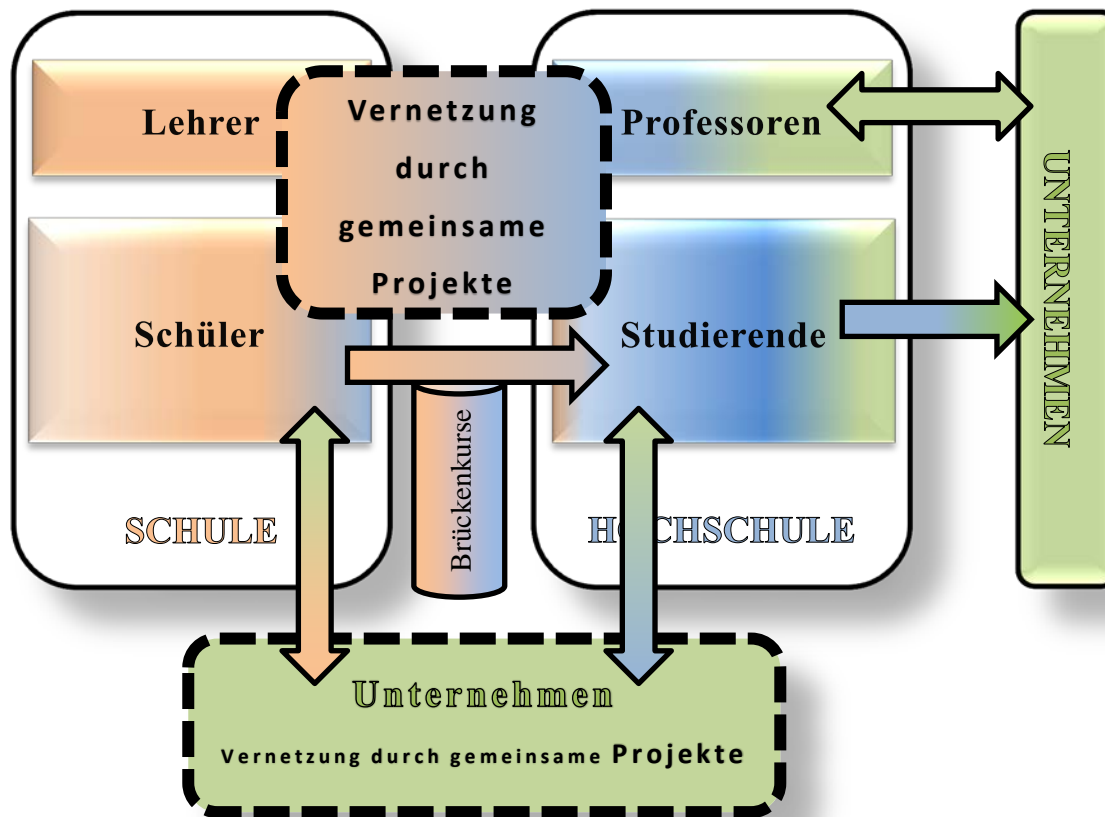 Lehrer
Vernetzung
durch
gemeinsame
Projekte
Professoren
Schüler
Studierende
UNTERNEHMEN
Brückenkurse
SCHULE
HOCHSCHULE
Unternehmen
Vernetzung durch gemeinsame Projekte